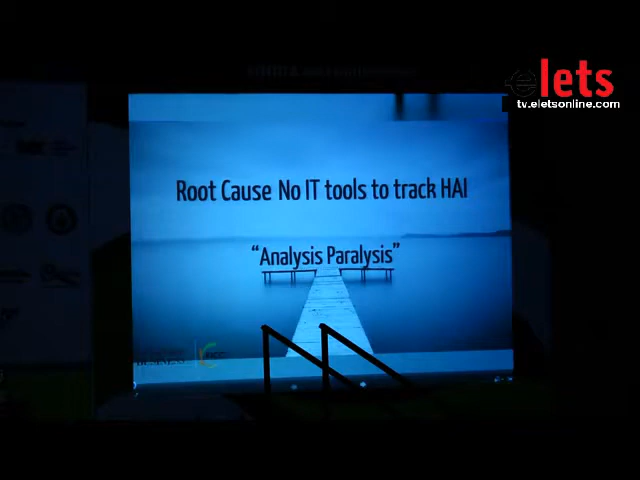 elets
tv.eletsonline.com
Root Cause No IT tools to track HAI
“Analysis Paralysis”